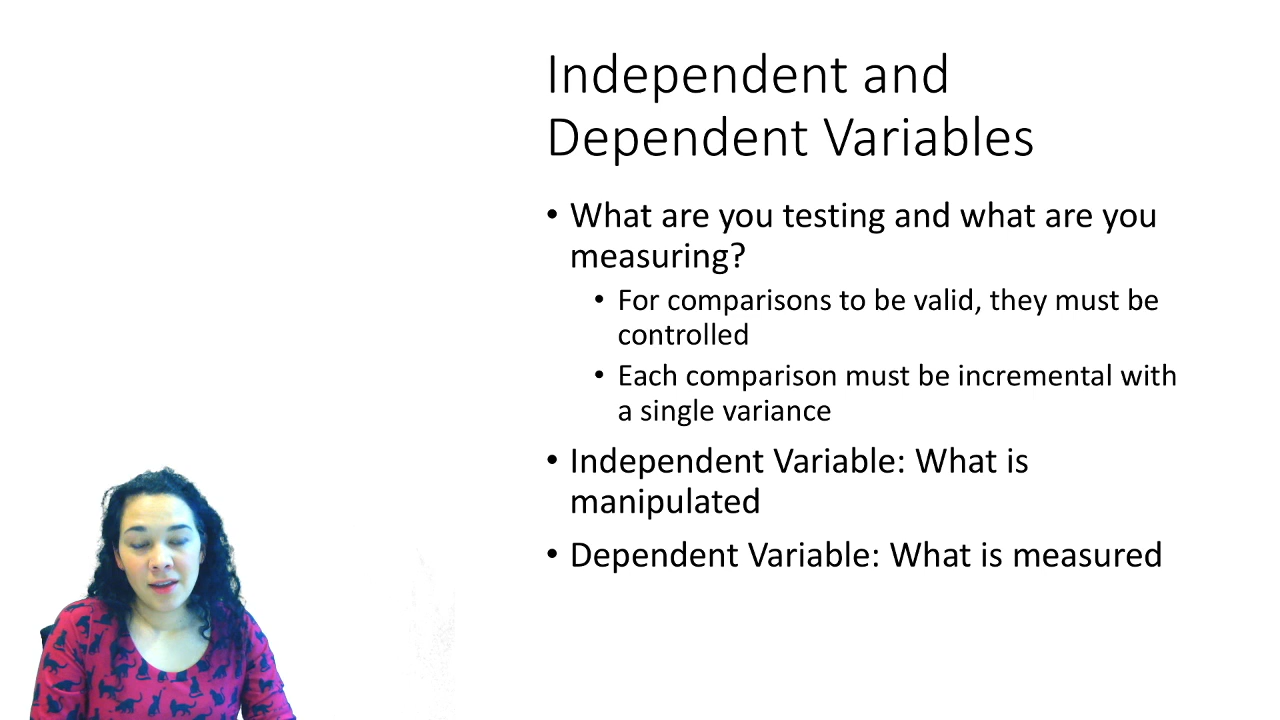 Independent and
Dependent Variables
• What are you testing and what are you
measuring?
• For comparisons to be valid, they must be
controlled
• Each comparison must be incremental with
a single variance
• Independent Variable: What is
manipulated
• Dependent Variable: What is measured